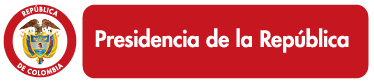 REPÚBLICA
DE COLOMBIA
Presidencia de la República